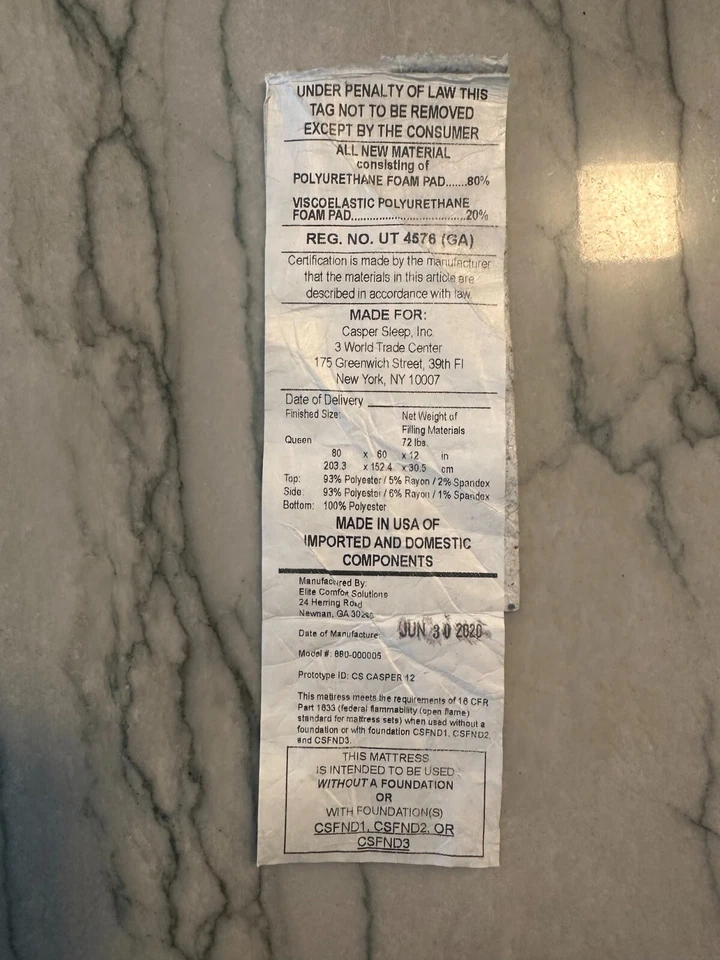 UNDER PENALTY OF LAW THIS
TAG NOT TO BE REMOVED
EXCEPT BY THE CONSUMER
ALL NEW MATERIAL
consisting of
POLYURETHANE FOAM PAD.......80%
VISCOELASTIC POLYURETHANE
FOAM PAD...................................20%
REG. NO. UT 4576 (GA)
Certification is made by the manufacturer
that the materials in this article are
described in accordance with law.
MADE FOR:
Casper Sleep, Inc.
3 World Trade Center
175 Greenwich Street, 39th Fl
New York, NY 10007
Date of Delivery
Finished Size: Net Weight of
Filling Materials
Queen 72 lbs.
80 x 60 x 12 in
203.3 x 152.4 x 30.5 cm
Top: 93% Polyester / 5% Rayon / 2% Spandex
Side: 93% Polyester / 6% Rayon / 1% Spandex
Bottom: 100% Polyester
MADE IN USA OF
IMPORTED AND DOMESTIC
COMPONENTS
Manufactured By:
Elite Comfort Solutions
24 Herring Road
Newnan, GA
Date of Manufacture: JUN 30 2020
Model #: 880-000005
Prototype ID: CS CASPER 12
This mattress meets the requirements of 16 CFR
Part 1633 (federal flammability (open flame)
standard for mattress sets) when used without a
foundation or with foundation CSFND1, CSFND2,
and CSFND3.
THIS MATTRESS
IS INTENDED TO BE USED
WITHOUT A FOUNDATION
OR
WITH FOUNDATION(S)
CSFND1, CSFND2, OR
CSFND3